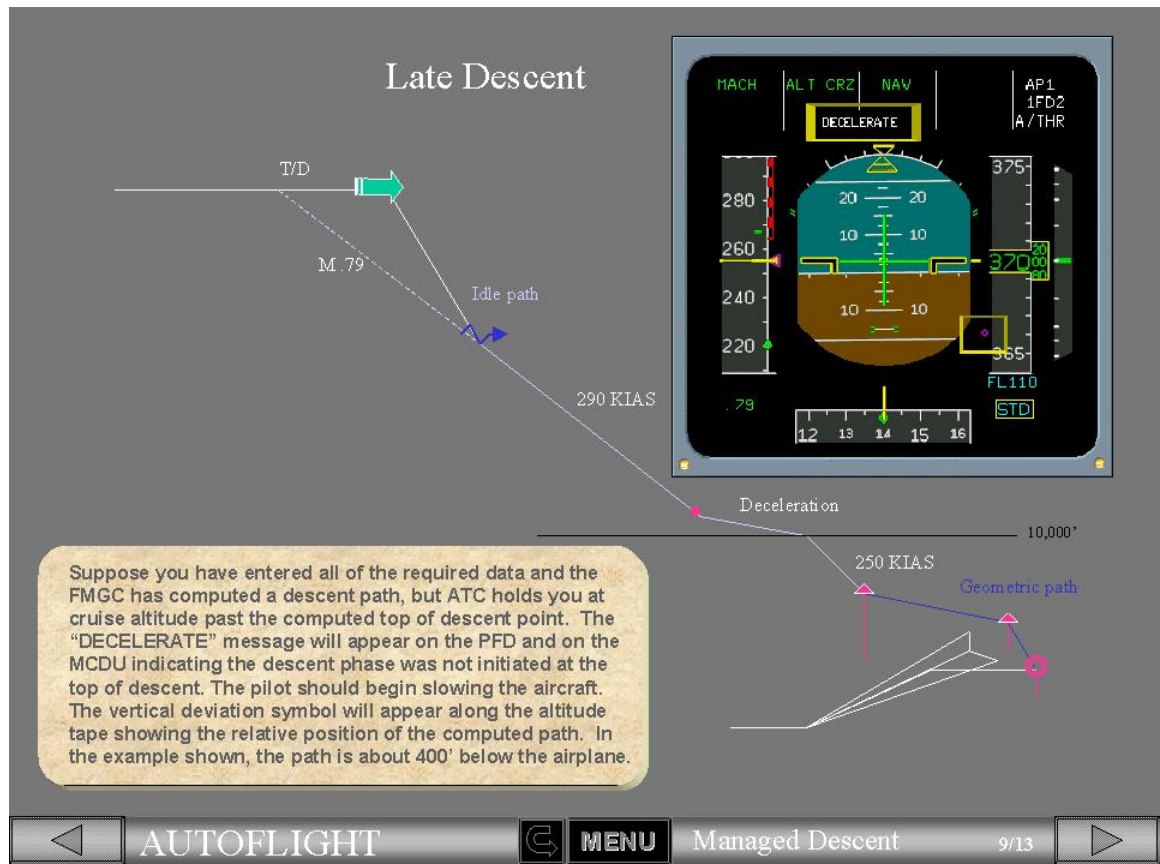 Late Descent
MACH ALT CRZ NAV AP1
1FD2
A/THR
DECELERATE
T/D
M .79
Idle path
290 KIAS
280
260
240
220
.79
20 20
10 10
10 10
375
370
20
00
80
365
FL110
STD
12 13 14 15 16
Deceleration
10,000’
250 KIAS
Geometric path
Suppose you have entered all of the required data and the
FMGC has computed a descent path, but ATC holds you at
cruise altitude past the computed top of descent point. The
“DECELERATE” message will appear on the PFD and on the
MCDU indicating the descent phase was not initiated at the
top of descent. The pilot should begin slowing the aircraft.
The vertical deviation symbol will appear along the altitude
tape showing the relative position of the computed path. In
the example shown, the path is about 400’ below the airplane.
AUTOFLIGHT MENU Managed Descent 9/13